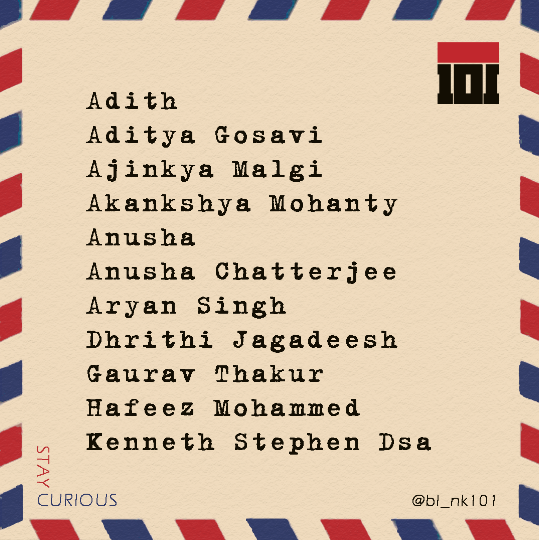 101
Adith
Aditya Gosavi
Ajinkya Malgi
Akankshya Mohanty
Anusha
Anusha Chatterjee
Aryan Singh
Dhrithi Jagadeesh
Gaurav Thakur
Hafeez Mohammed
Kenneth Stephen Dsa
STAY
CURIOUS
@bl_nk101